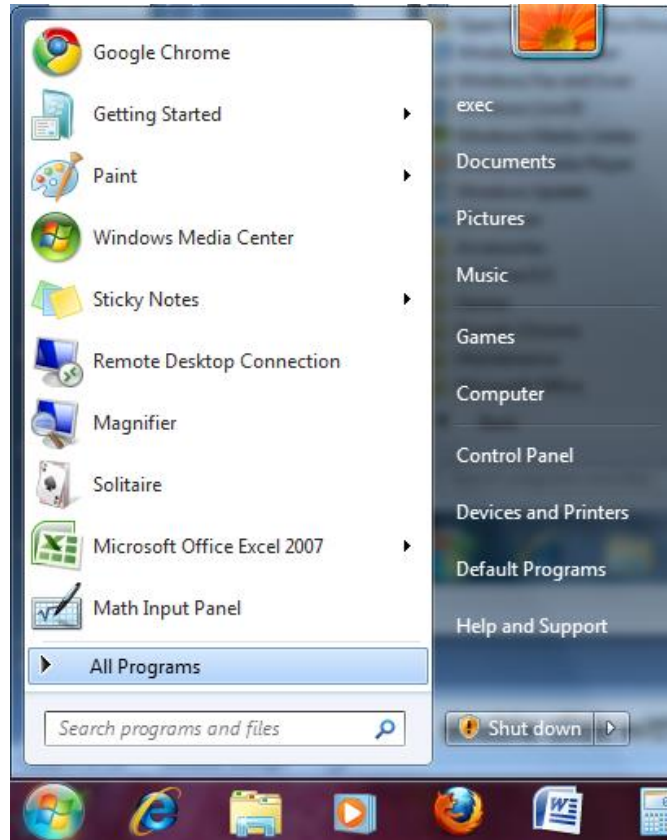 Google Chrome
Getting Started
Paint
Windows Media Center
Sticky Notes
Remote Desktop Connection
Magnifier
Solitaire
Microsoft Office Excel 2007
Math Input Panel
All Programs
Search programs and files
exec
Documents
Pictures
Music
Games
Computer
Control Panel
Devices and Printers
Default Programs
Help and Support
Shut down